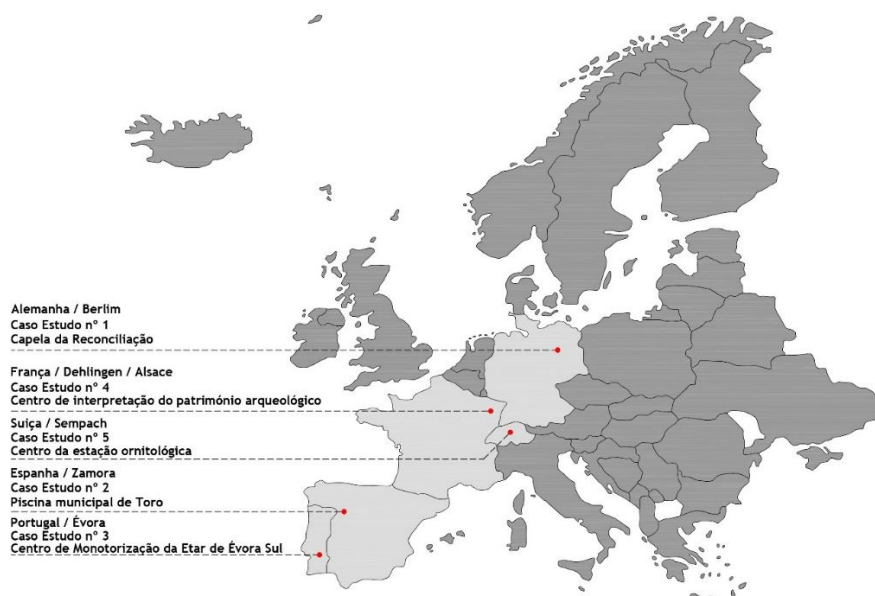 Alemanha / Berlim
Caso Estudo nº 1
Capela da Reconciliação
França / Dehlingen / Alsace
Caso Estudo nº 4
Centro de interpretação do património arqueológico
Suiça / Sempach
Caso Estudo nº 5
Centro da estação ornitológica
Espanha / Zamora
Caso Estudo nº 2
Piscina municipal de Toro
Portugal / Évora
Caso Estudo nº 3
Centro de Monotorização da Etar de Évora Sul